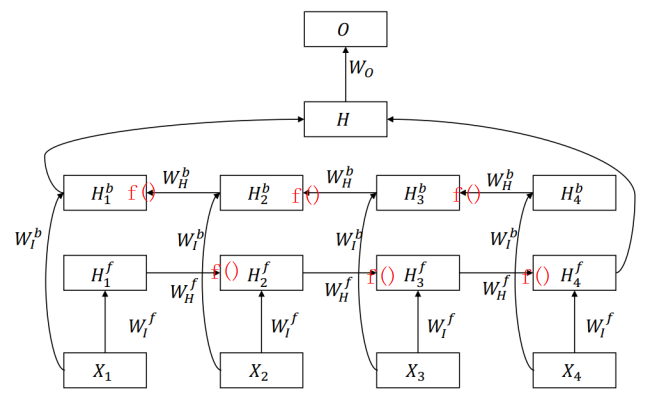 O
W_O
H
W_H^b W_H^b W_H^b
H_1^b f() H_2^b f() H_3^b f() H_4^b
W_I^b W_I^b W_I^b W_I^b
H_1^f f() H_2^f f() H_3^f f() H_4^f
W_H^f W_H^f W_H^f
W_I^f W_I^f W_I^f W_I^f
X_1 X_2 X_3 X_4